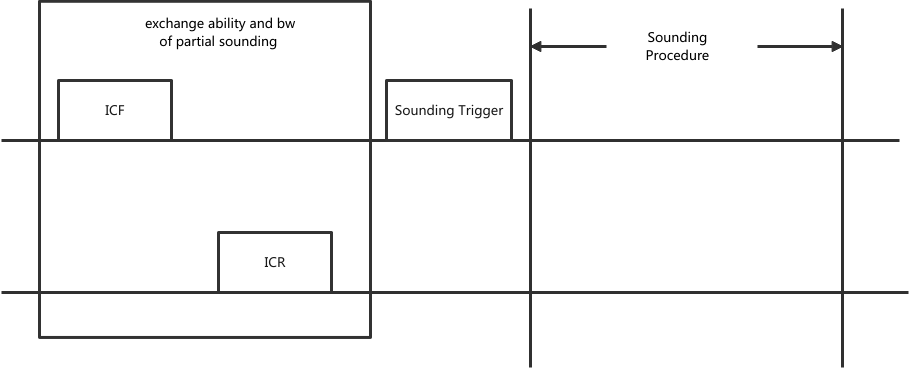 exchange ability and bw
of partial sounding
Sounding
Procedure
ICF
Sounding Trigger
ICR